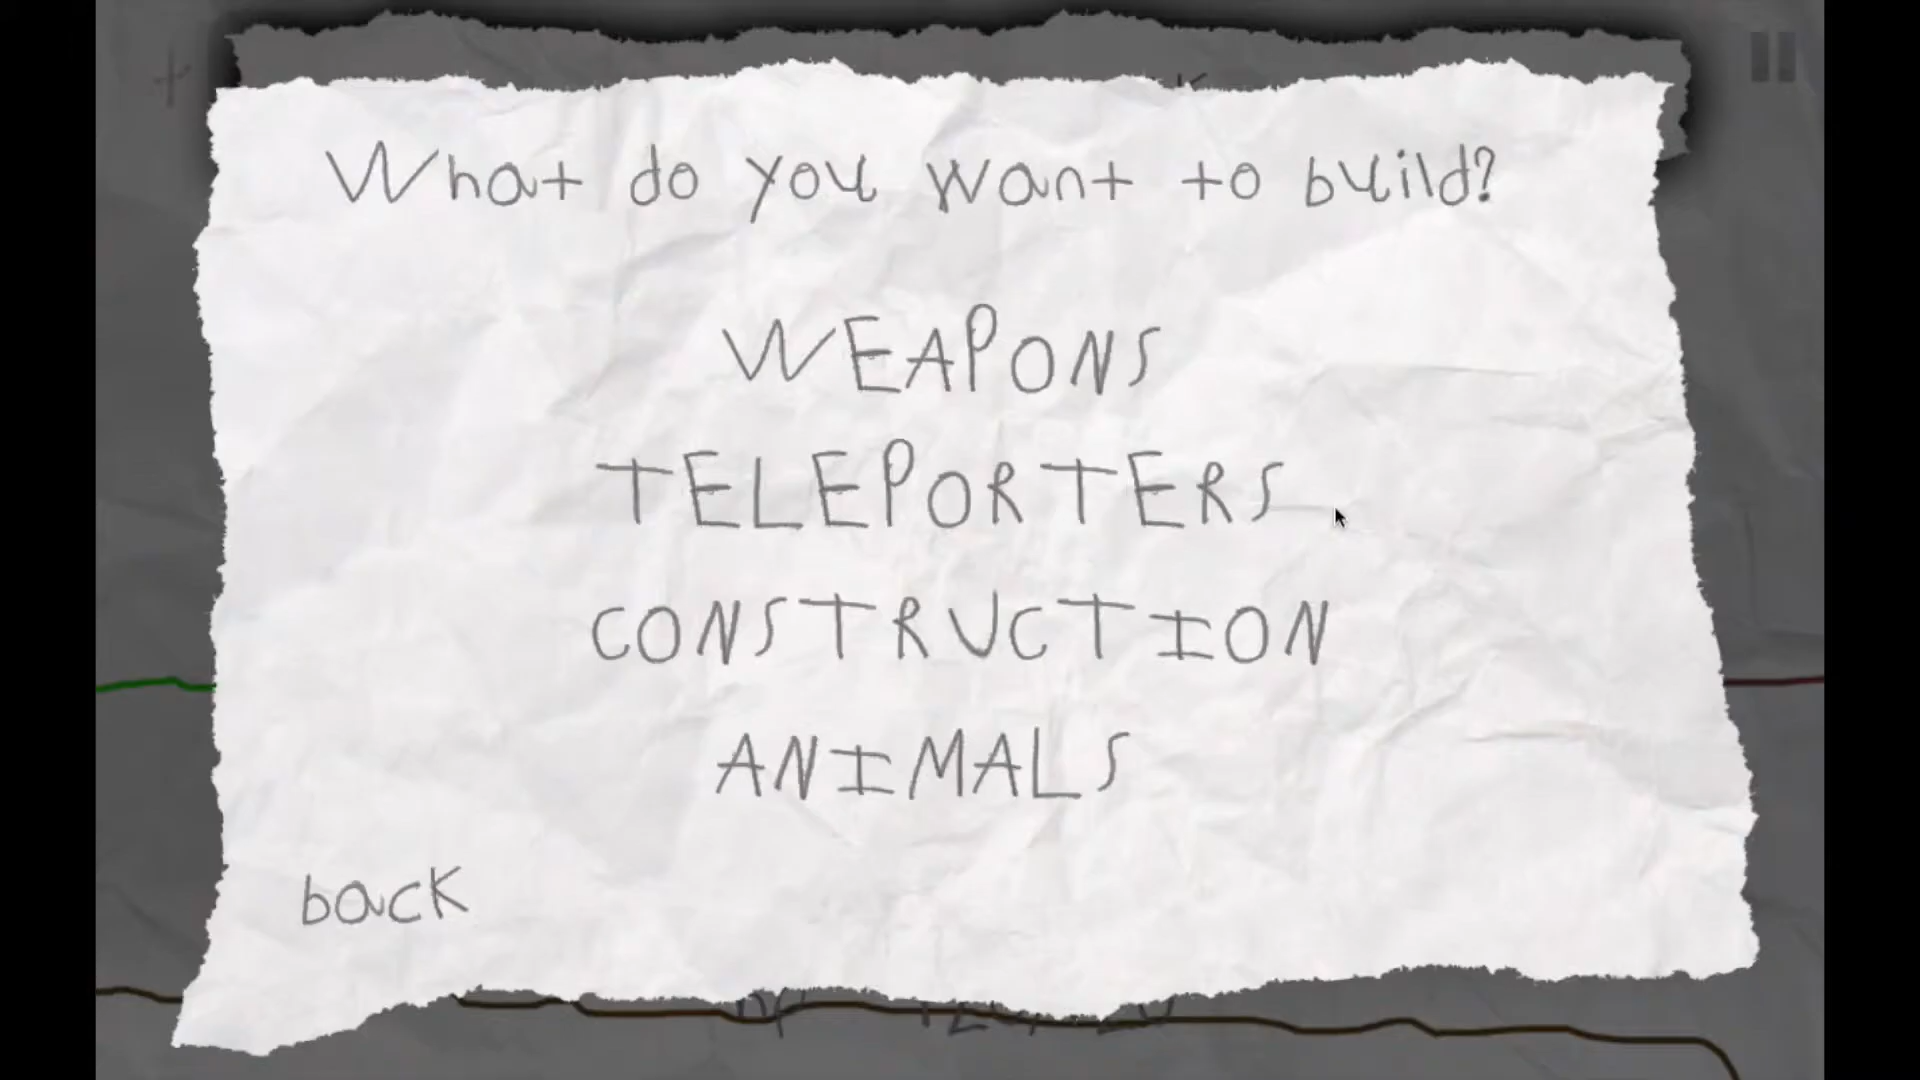 What do you want to build?
WEAPONS
TELEPORTERS
CONSTRUCTION
ANIMALS
back